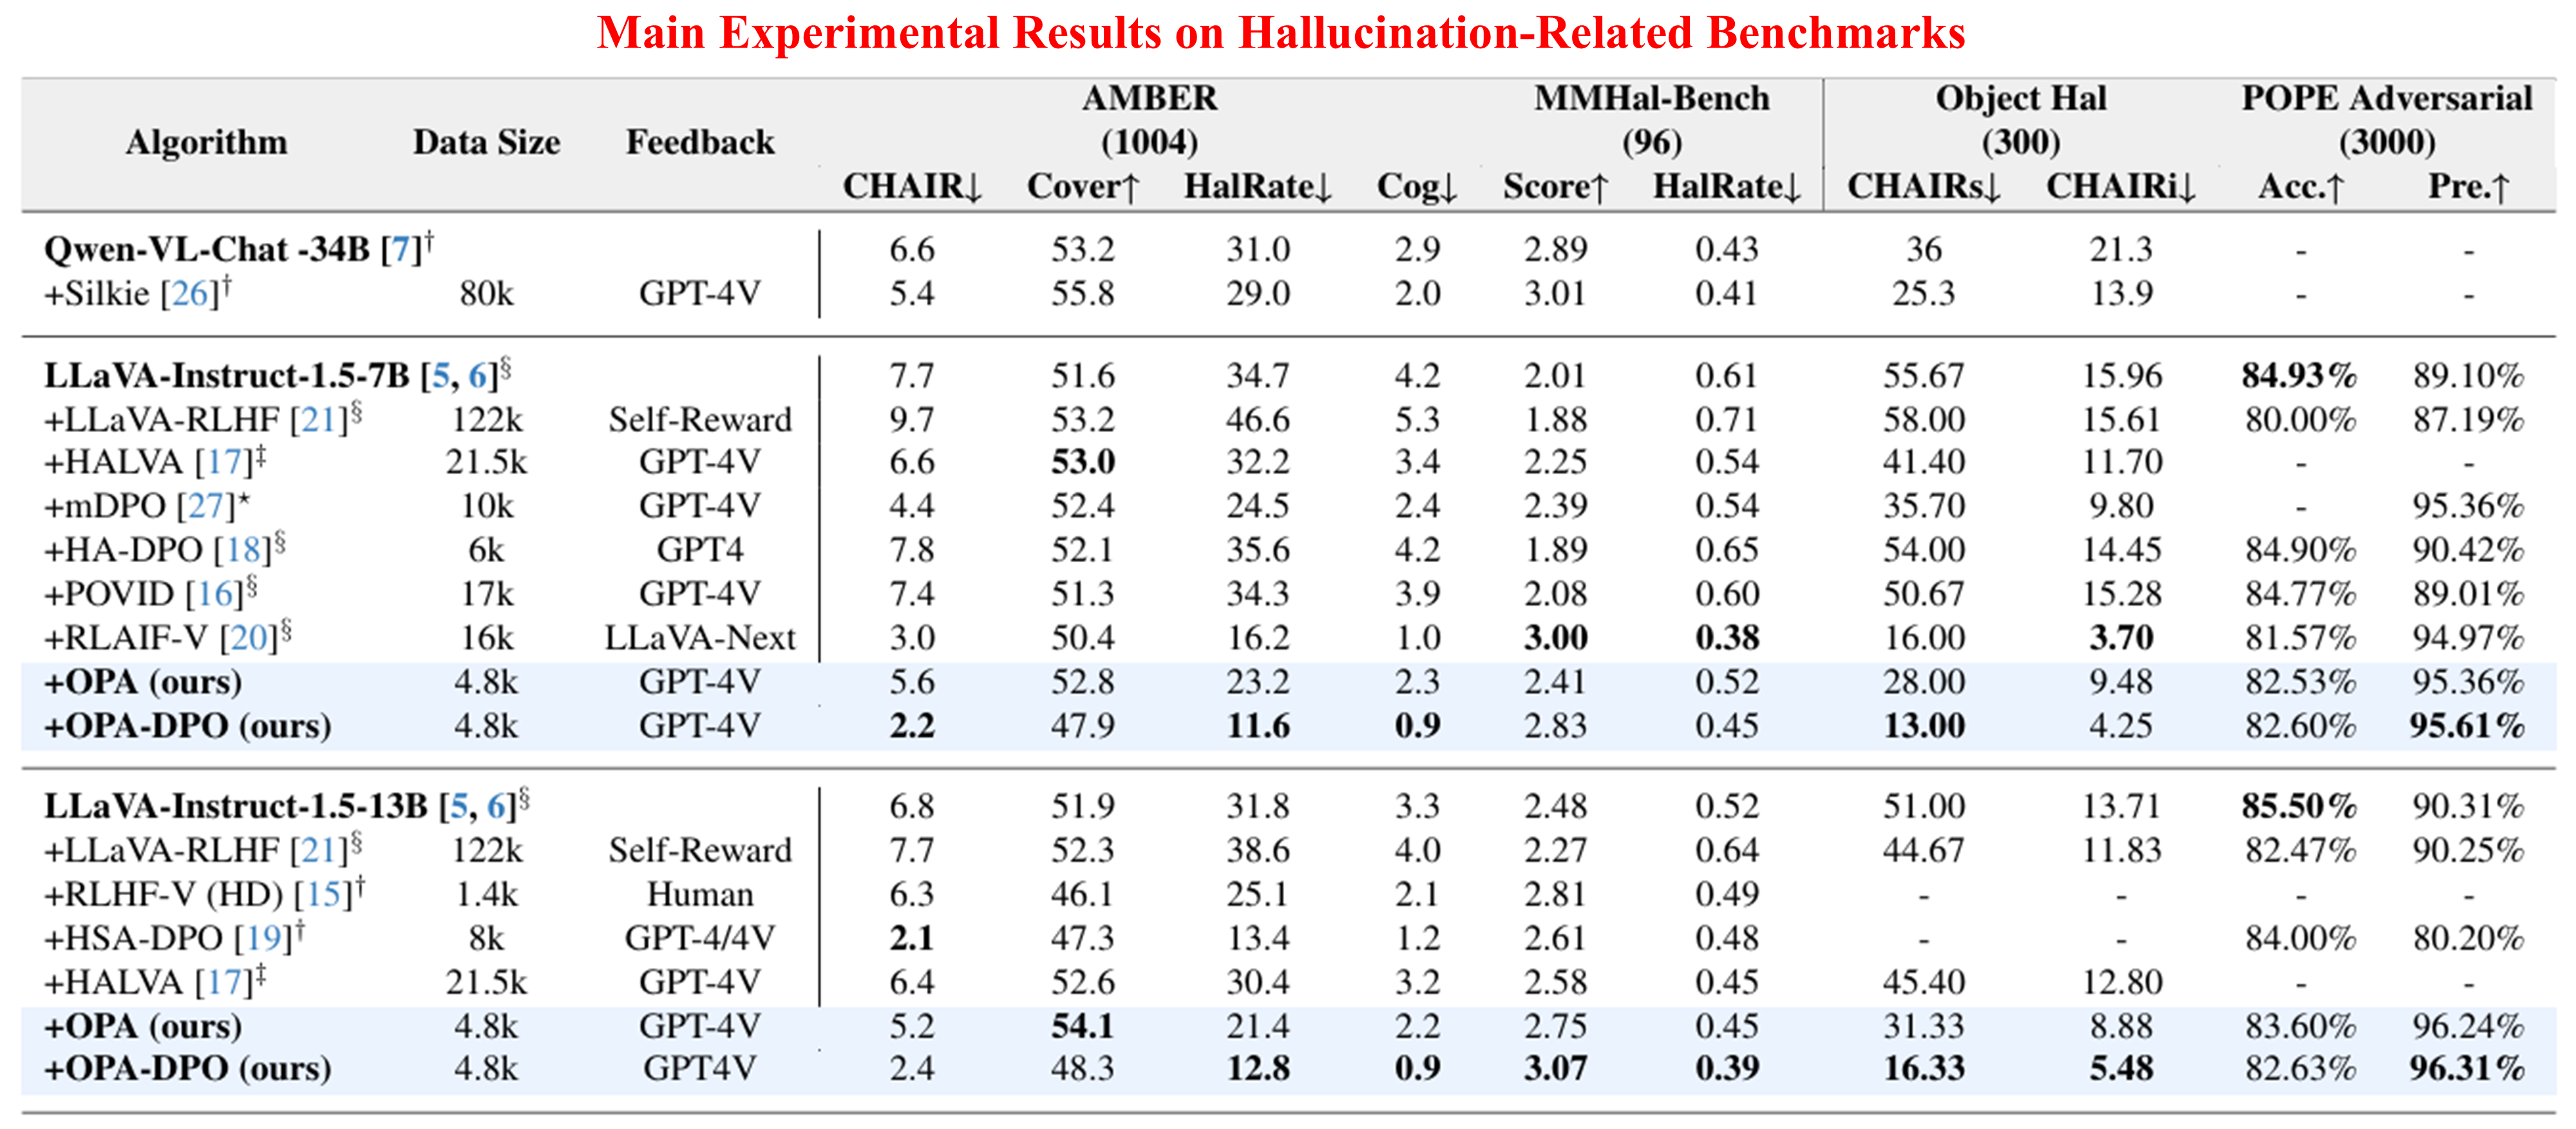 Main Experimental Results on Hallucination-Related Benchmarks
AMBER MMHal-Bench Object Hal POPE Adversarial
Algorithm Data Size Feedback (1004) (96) (300) (3000)
CHAIR↓ Cover↑ HalRate↓ Cog↓ Score↑ HalRate↓ CHAIRs↓ CHAIRi↓ Acc.↑ Pre.↑
Qwen-VL-Chat -34B [7]† 6.6 53.2 31.0 2.9 2.89 0.43 36 21.3 - -
+Silkie [26]† 80k GPT-4V 5.4 55.8 29.0 2.0 3.01 0.41 25.3 13.9 - -
LLaVA-Instruct-1.5-7B [5, 6]§ 7.7 51.6 34.7 4.2 2.01 0.61 55.67 15.96 84.93% 89.10%
+LLaVA-RLHF [21]§ 122k Self-Reward 9.7 53.2 46.6 5.3 1.88 0.71 58.00 15.61 80.00% 87.19%
+HALVA [17]‡ 21.5k GPT-4V 6.6 53.0 32.2 3.4 2.25 0.54 41.40 11.70 - -
+mDPO [27]* 10k GPT-4V 4.4 52.4 24.5 2.4 2.39 0.54 35.70 9.80 - 95.36%
+HA-DPO [18]§ 6k GPT4 7.8 52.1 35.6 4.2 1.89 0.65 54.00 14.45 84.90% 90.42%
+POVID [16]§ 17k GPT-4V 7.4 51.3 34.3 3.9 2.08 0.60 50.67 15.28 84.77% 89.01%
+RLAIF-V [20]§ 16k LLaVA-Next 3.0 50.4 16.2 1.0 3.00 0.38 16.00 3.70 81.57% 94.97%
+OPA (ours) 4.8k GPT-4V 5.6 52.8 23.2 2.3 2.41 0.52 28.00 9.48 82.53% 95.36%
+OPA-DPO (ours) 4.8k GPT-4V 2.2 47.9 11.6 0.9 2.83 0.45 13.00 4.25 82.60% 95.61%
LLaVA-Instruct-1.5-13B [5, 6]§ 6.8 51.9 31.8 3.3 2.48 0.52 51.00 13.71 85.50% 90.31%
+LLaVA-RLHF [21]§ 122k Self-Reward 7.7 52.3 38.6 4.0 2.27 0.64 44.67 11.83 82.47% 90.25%
+RLHF-V (HD) [15]† 1.4k Human 6.3 46.1 25.1 2.1 2.81 0.49 - - - -
+HSA-DPO [19]† 8k GPT-4/4V 2.1 47.3 13.4 1.2 2.61 0.48 - - 84.00% 80.20%
+HALVA [17]‡ 21.5k GPT-4V 6.4 52.6 30.4 3.2 2.58 0.45 45.40 12.80 - -
+OPA (ours) 4.8k GPT-4V 5.2 54.1 21.4 2.2 2.75 0.45 31.33 8.88 83.60% 96.24%
+OPA-DPO (ours) 4.8k GPT4V 2.4 48.3 12.8 0.9 3.07 0.39 16.33 5.48 82.63% 96.31%